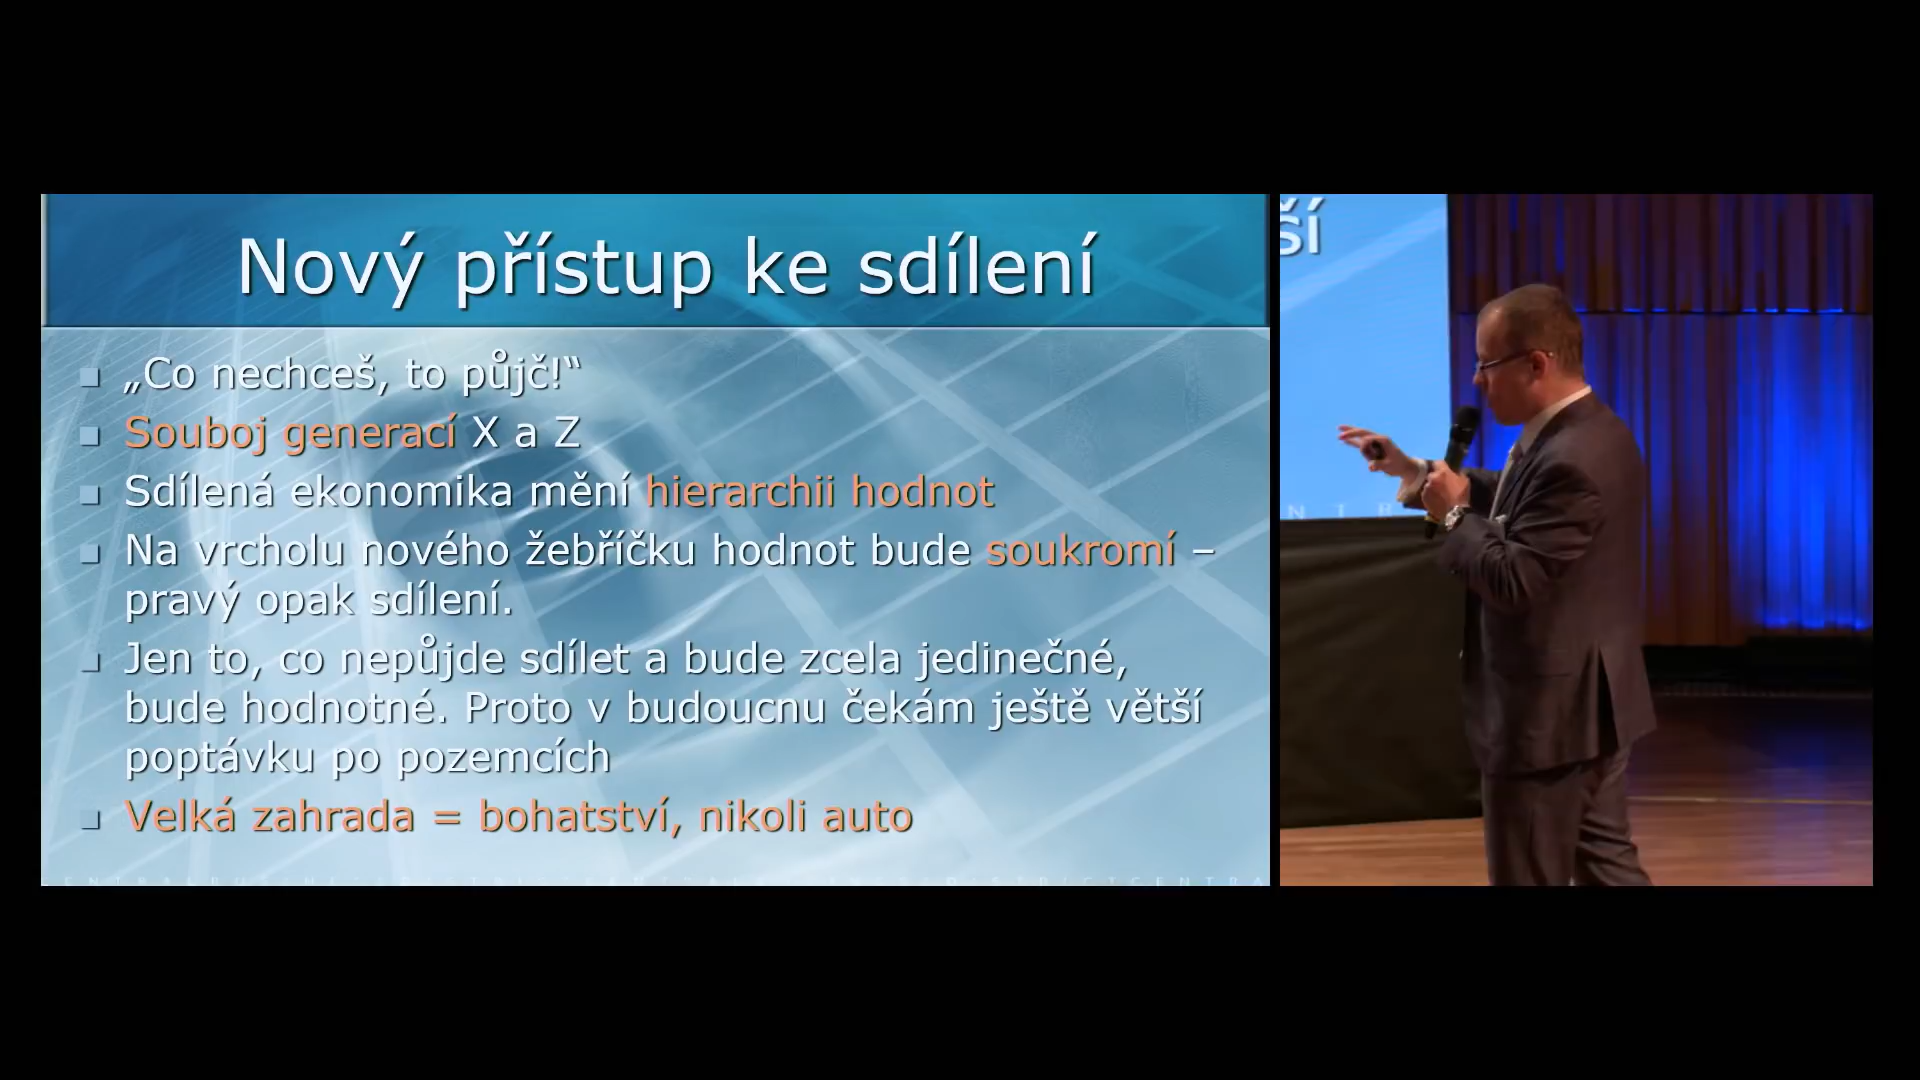 Nový přístup ke sdílení
„Co nechceš, to půjč!“
Souboj generací X a Z
Sdílená ekonomika mění hierarchii hodnot
Na vrcholu nového žebříčku hodnot bude soukromí –
pravý opak sdílení.
Jen to, co nepůjde sdílet a bude zcela jedinečné,
bude hodnotné. Proto v budoucnu čekám ještě větší
poptávku po pozemcích
Velká zahrada = bohatství, nikoli auto
ší